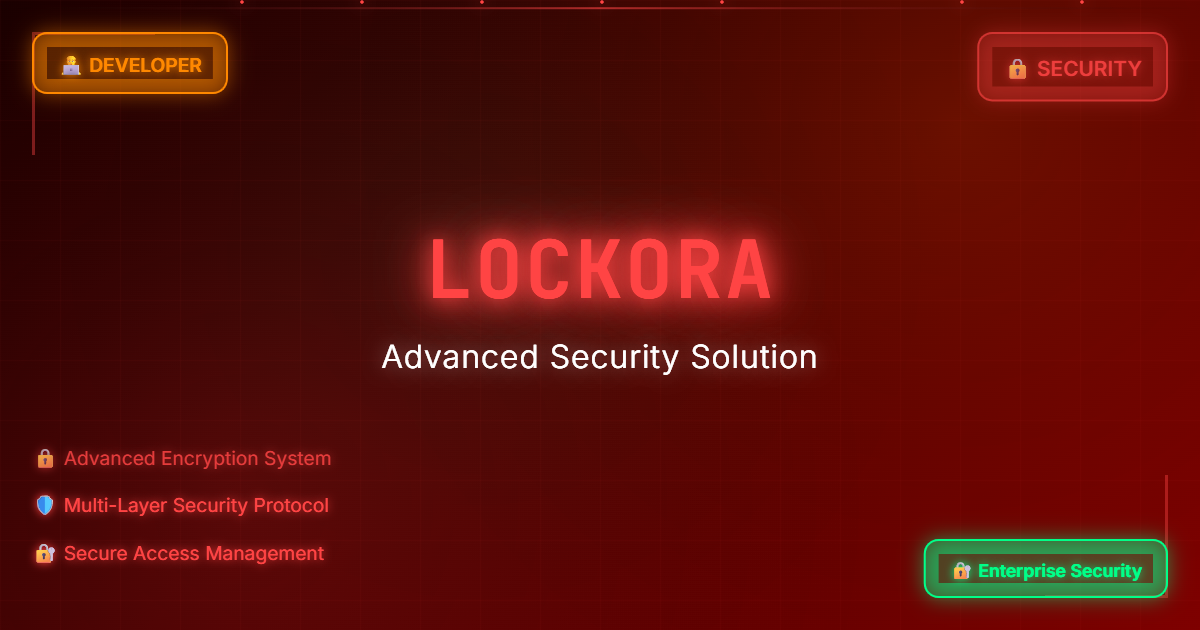 DEVELOPER
SECURITY
LOCKORA
Advanced Security Solution
Advanced Encryption System
Multi-Layer Security Protocol
Secure Access Management
Enterprise Security